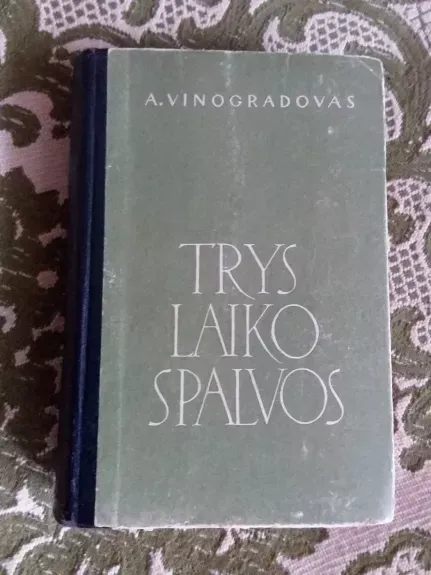 A. VINOGRADOVAS
TRYS
LAIKO
SPALVOS